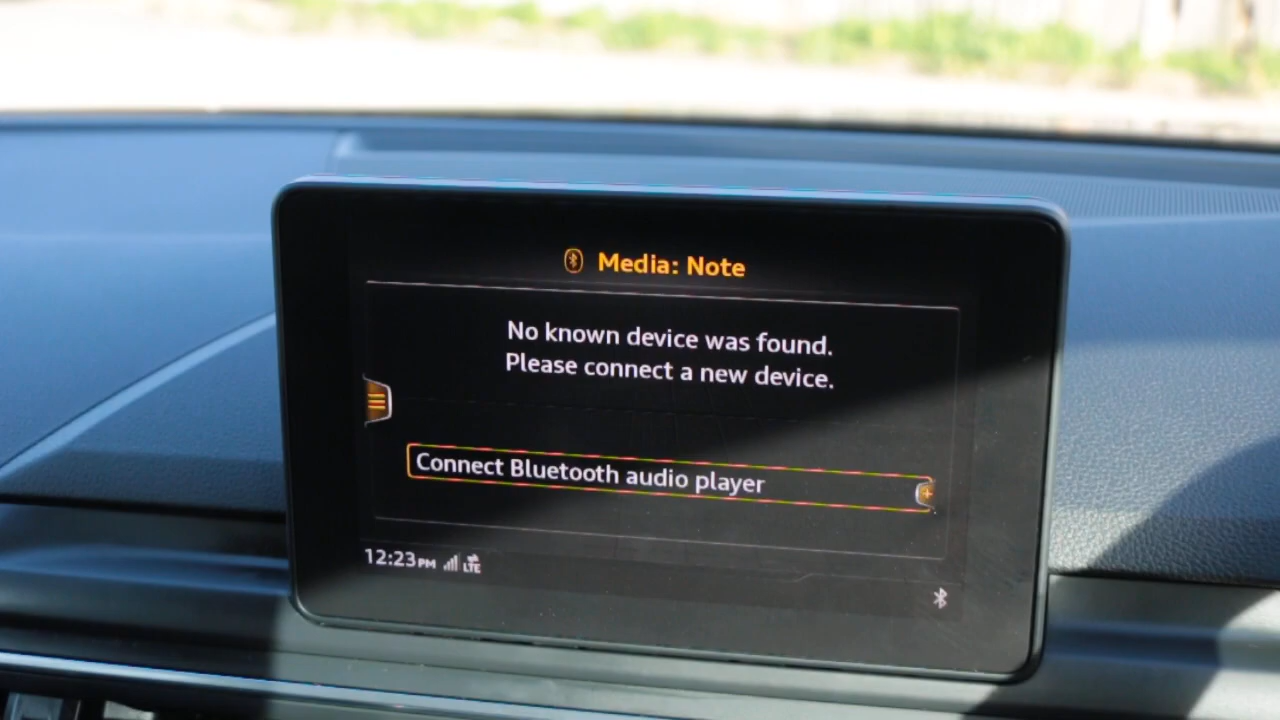 Media: Note
No known device was found.
Please connect a new device.
Connect Bluetooth audio player
12:23PM LTE